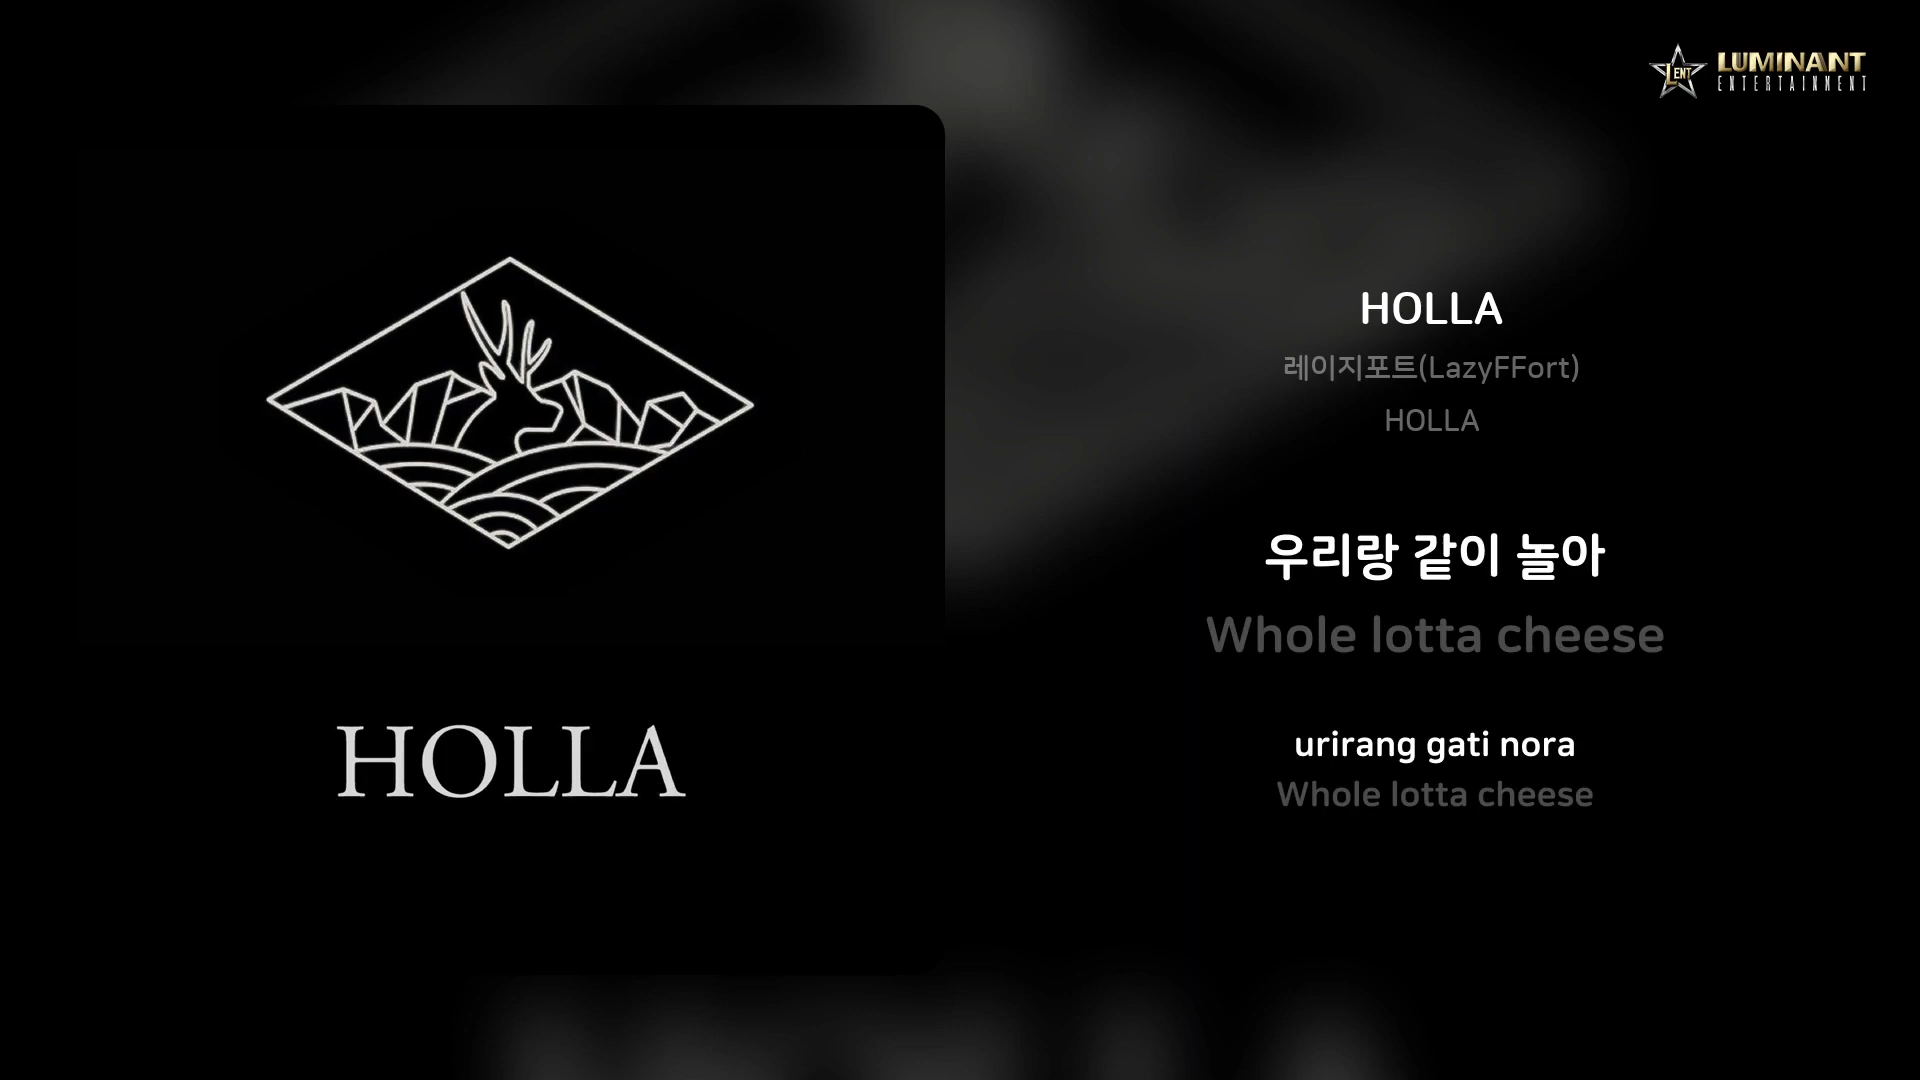 LENT
LUMINANT
ENTERTAINMENT
HOLLA
HOLLA
레이지포트(LazyFFort)
HOLLA
우리랑 같이 놀아
Whole lotta cheese
urirang gati nora
Whole lotta cheese